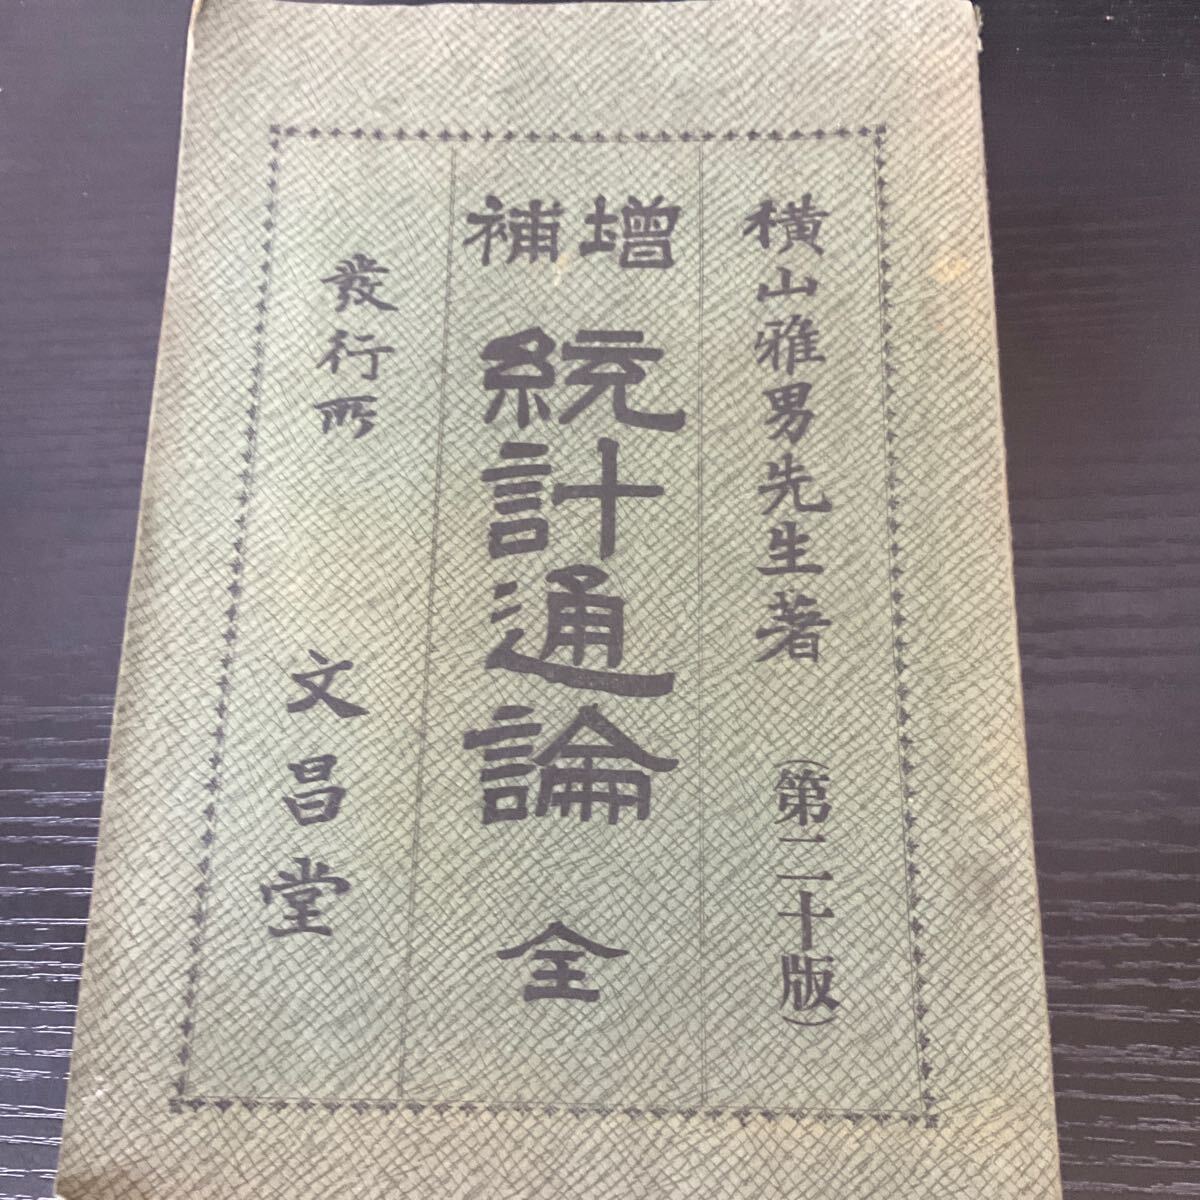 橫山雅男先生著
(第二十版)
增補
統計通論 全
發行所 文昌堂